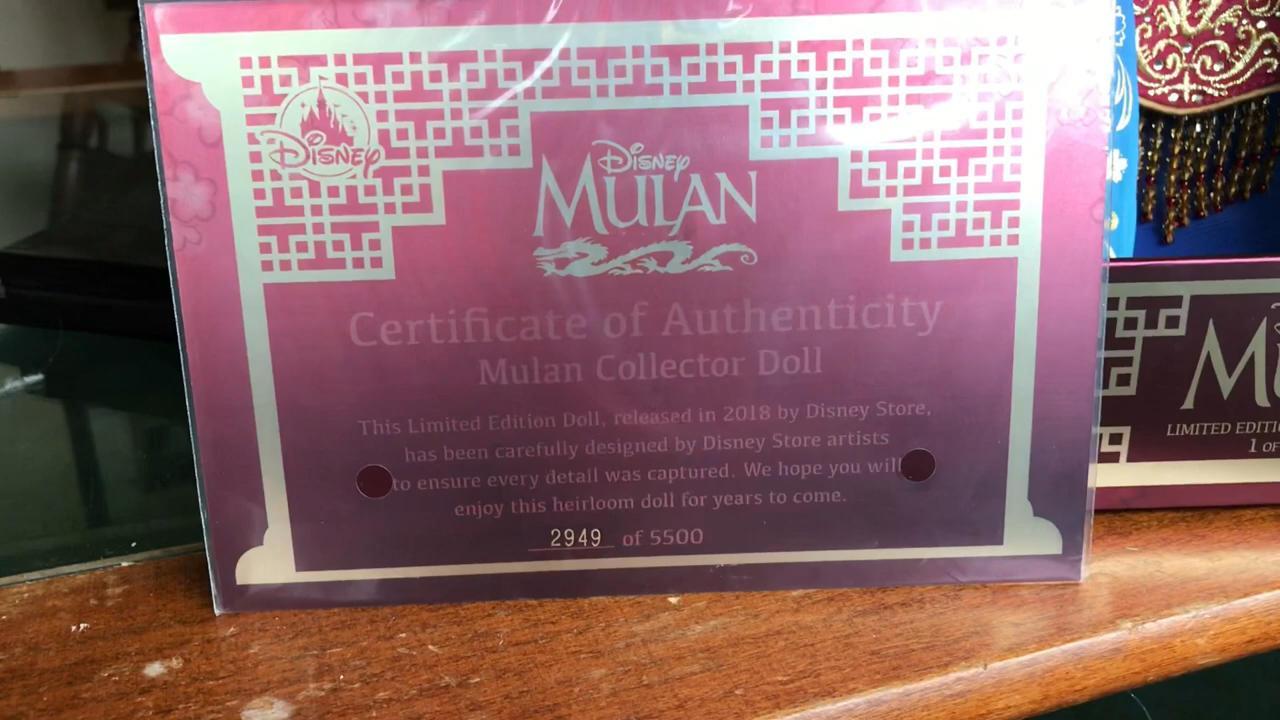 Disney
Disney
MULAN
Certificate of Authenticity
Mulan Collector Doll
This Limited Edition Doll, released in 2018 by Disney Store,
has been carefully designed by Disney Store artists
to ensure every detail was captured. We hope you will
enjoy this heirloom doll for years to come.
2949 of 5500
LIMITED
1 OF